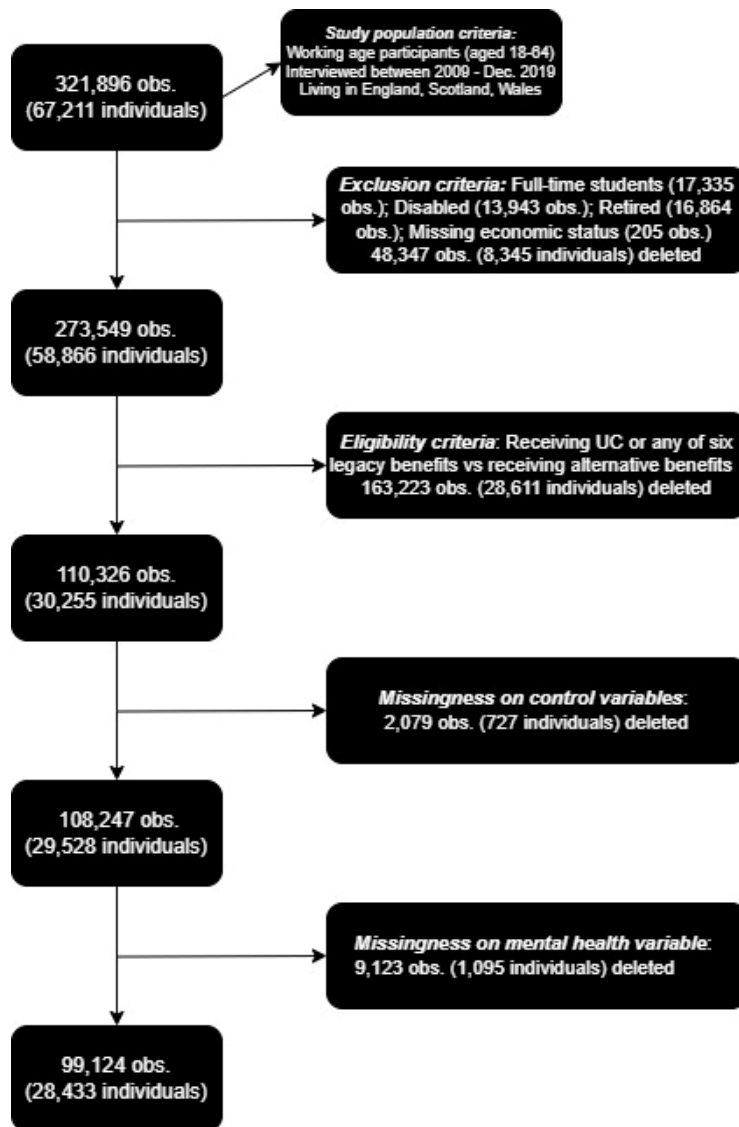 Study population criteria:
Working age participants (aged 18-64)
Interviewed between 2009 - Dec. 2019
Living in England, Scotland, Wales
321,896 obs.
(67,211 individuals)
Exclusion criteria: Full-time students (17,335
obs.); Disabled (13,943 obs.); Retired (16,864
obs.); Missing economic status (205 obs.)
48,347 obs. (8,345 individuals) deleted
273,549 obs.
(58,866 individuals)
Eligibility criteria: Receiving UC or any of six
legacy benefits vs receiving alternative benefits
163,223 obs. (28,611 individuals) deleted
110,326 obs.
(30,255 individuals)
Missingness on control variables:
2,079 obs. (727 individuals) deleted
108,247 obs.
(29,528 individuals)
Missingness on mental health variable:
9,123 obs. (1,095 individuals) deleted
99,124 obs.
(28,433 individuals)